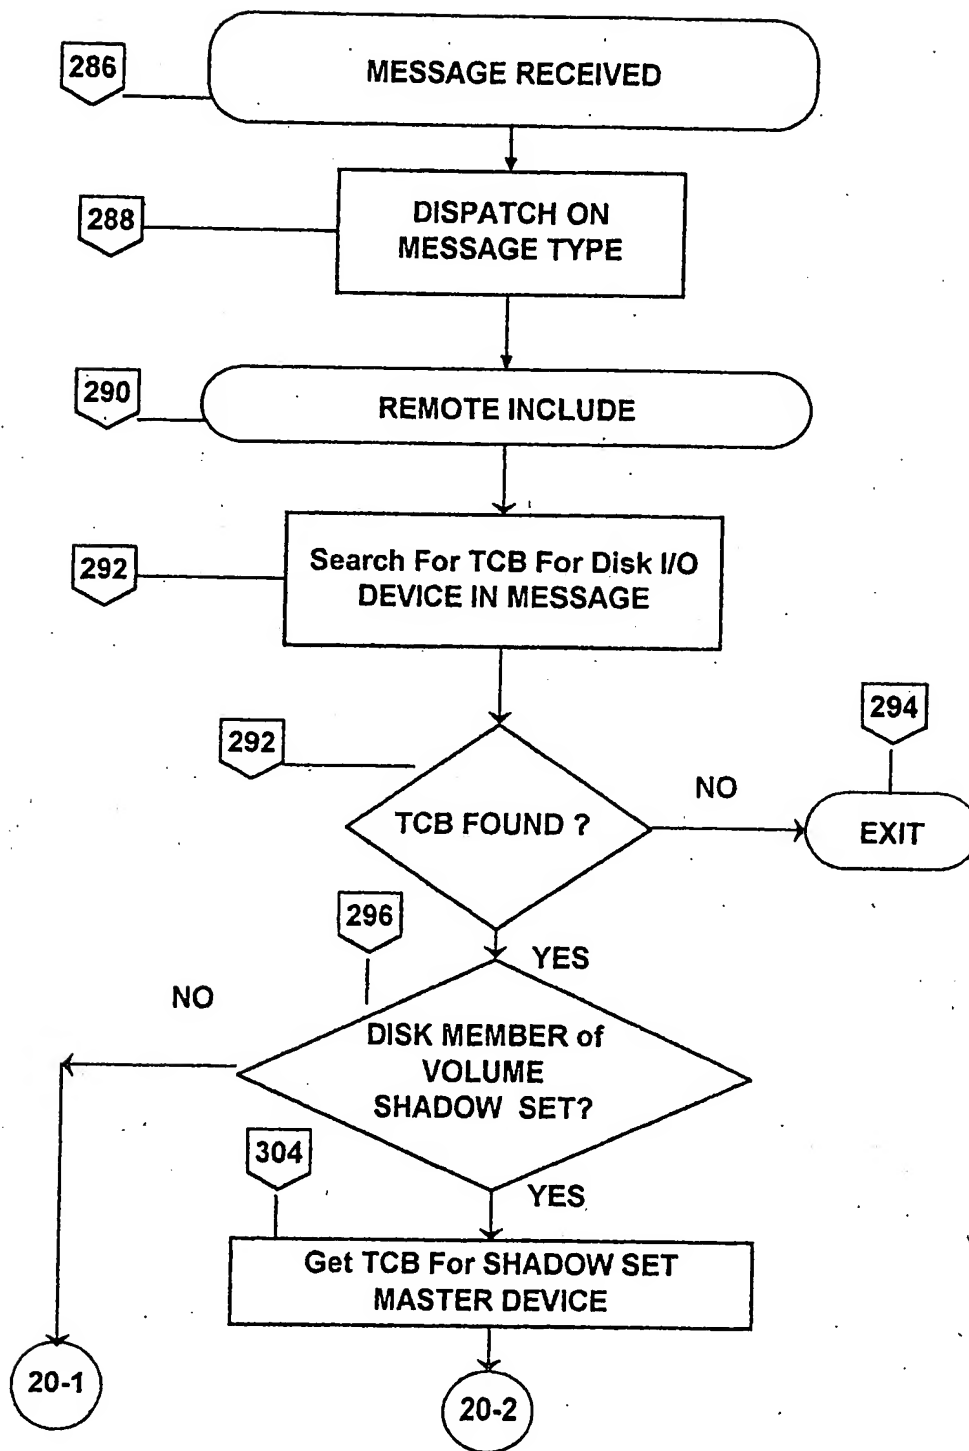 286
MESSAGE RECEIVED
288
DISPATCH ON
MESSAGE TYPE
290
REMOTE INCLUDE
292
Search For TCB For Disk I/O
DEVICE IN MESSAGE
292
TCB FOUND ?
NO
294
EXIT
YES
296
NO
DISK MEMBER of
VOLUME
SHADOW SET?
304
YES
Get TCB For SHADOW SET
MASTER DEVICE
20-1
20-2